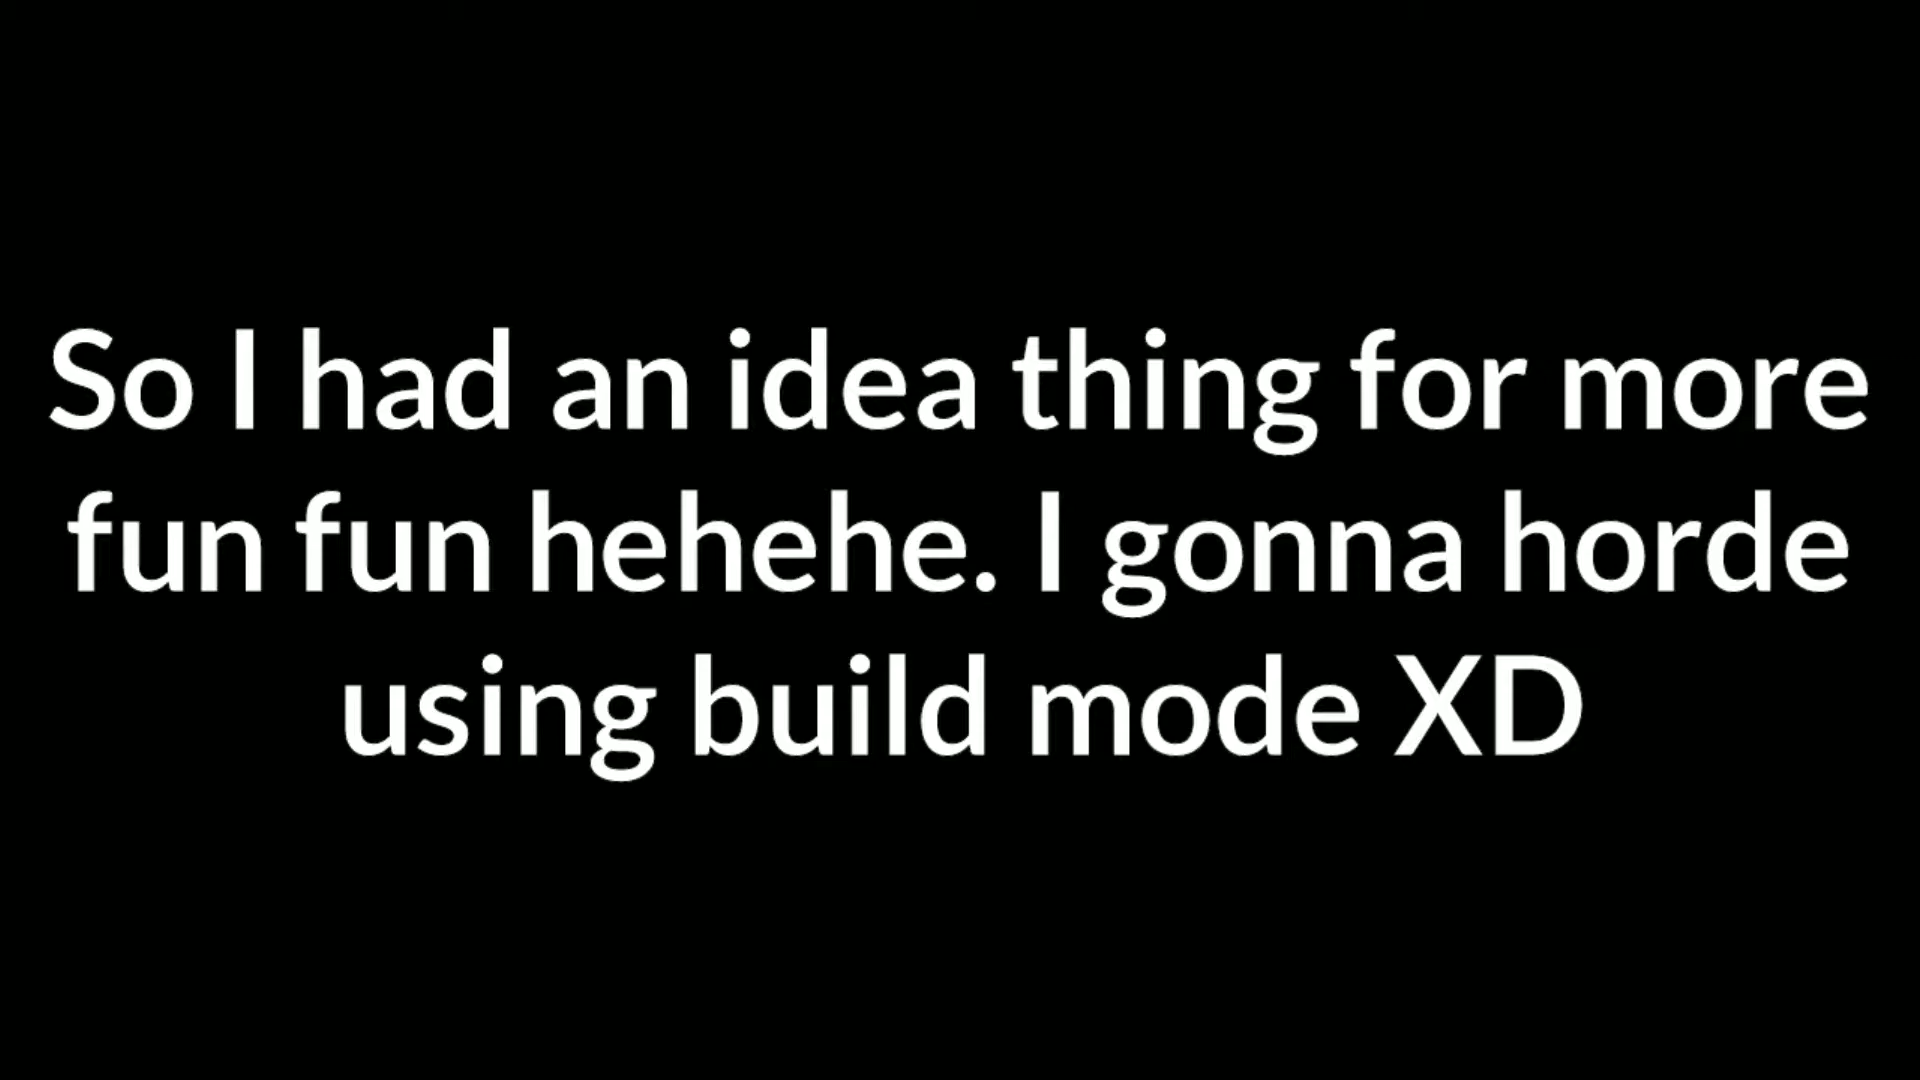 So I had an idea thing for more
fun fun hehehe. I gonna horde
using build mode XD